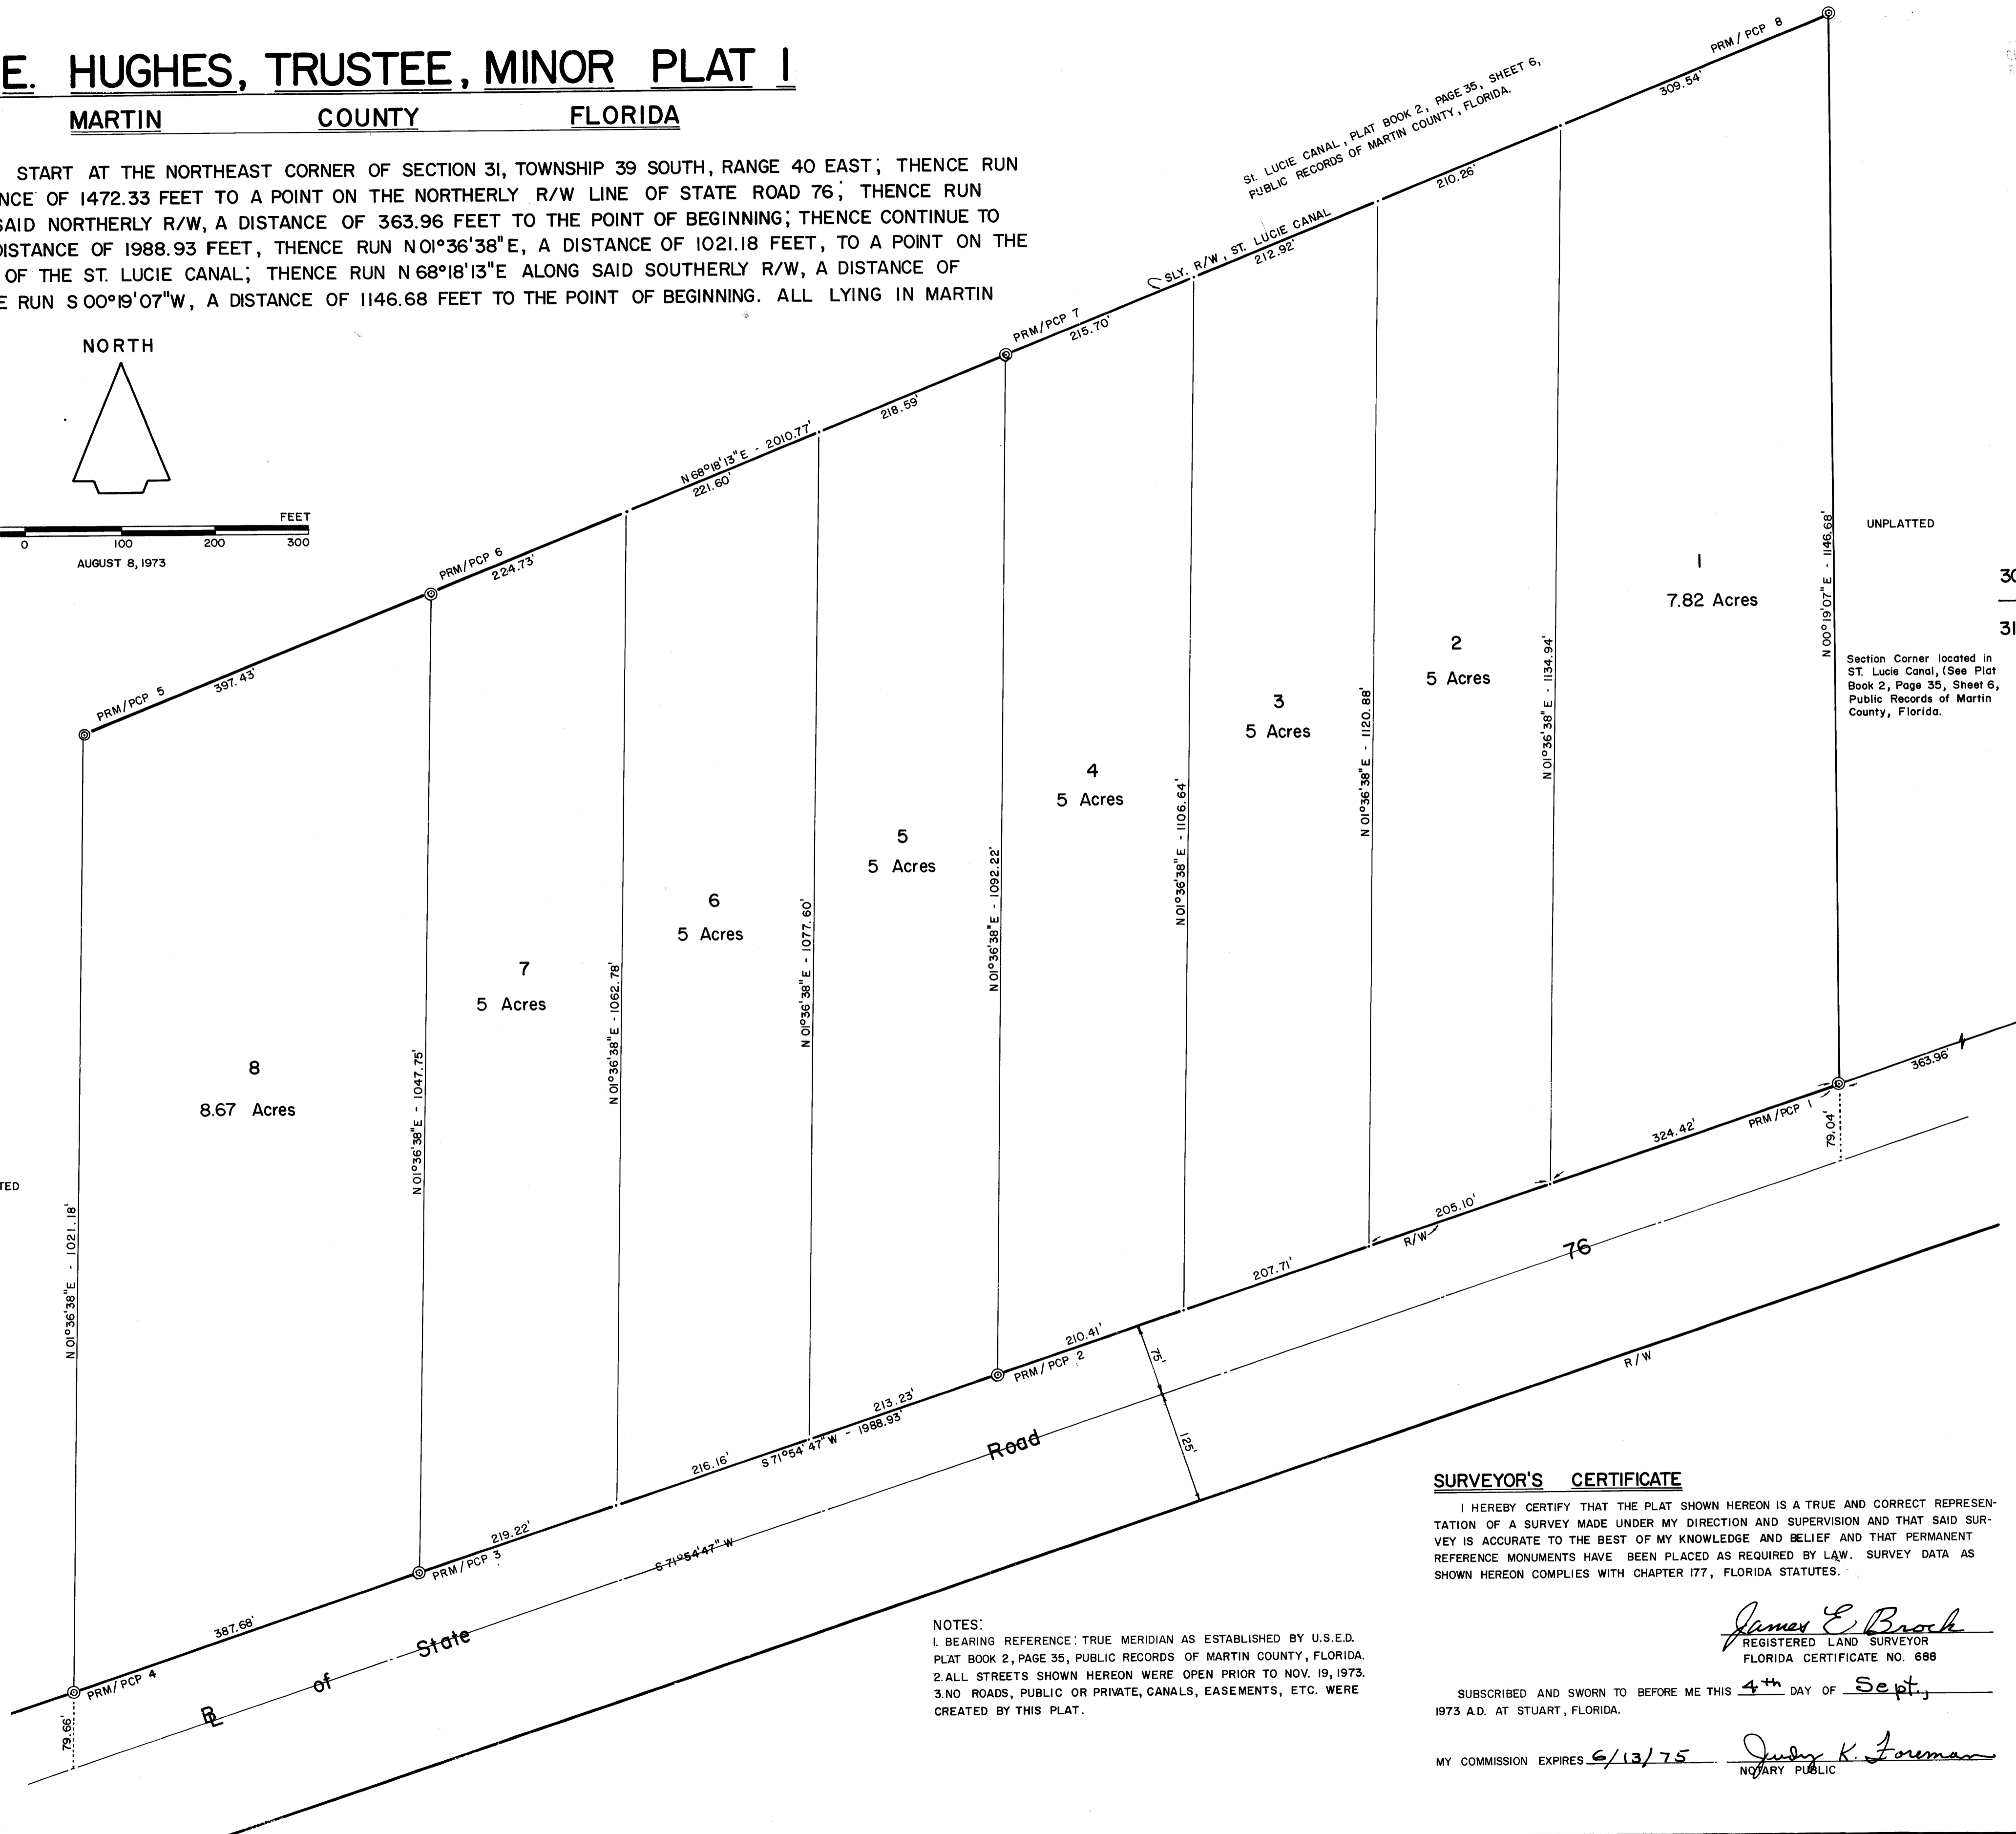 E. HUGHES, TRUSTEE, MINOR PLAT 1
MARTIN COUNTY FLORIDA
START AT THE NORTHEAST CORNER OF SECTION 31, TOWNSHIP 39 SOUTH, RANGE 40 EAST; THENCE RUN
NCE OF 1472.33 FEET TO A POINT ON THE NORTHERLY R/W LINE OF STATE ROAD 76; THENCE RUN
SAID NORTHERLY R/W, A DISTANCE OF 363.96 FEET TO THE POINT OF BEGINNING; THENCE CONTINUE TO
DISTANCE OF 1988.93 FEET, THENCE RUN N01°36'38"E, A DISTANCE OF 1021.18 FEET, TO A POINT ON THE
OF THE ST. LUCIE CANAL; THENCE RUN N68°18'13"E ALONG SAID SOUTHERLY R/W, A DISTANCE OF
E RUN S00°19'07"W, A DISTANCE OF 1146.68 FEET TO THE POINT OF BEGINNING. ALL LYING IN MARTIN
NORTH
FEET
0 100 200 300
AUGUST 8, 1973
St. LUCIE CANAL, PLAT BOOK 2, PAGE 35, SHEET 6,
PUBLIC RECORDS OF MARTIN COUNTY, FLORIDA.
SLY. R/W, ST. LUCIE CANAL
PRM/PCP 8
309.54'
210.26'
212.92'
PRM/PCP 7
215.70'
218.59'
N68°18'13"E - 2010.77'
221.60'
PRM/PCP 6
224.73'
PRM/PCP 5
397.43'
UNPLATTED
30
31
Section Corner located in
ST. Lucie Canal, (See Plat
Book 2, Page 35, Sheet 6,
Public Records of Martin
County, Florida.
N00°19'07"E - 1146.68'
1
7.82 Acres
N01°36'38"E - 1134.94'
2
5 Acres
N01°36'38"E - 1120.88'
3
5 Acres
N01°36'38"E - 1106.64'
4
5 Acres
N01°36'38"E - 1092.22'
5
5 Acres
N01°36'38"E - 1077.60'
6
5 Acres
N01°36'38"E - 1062.78'
7
5 Acres
N01°36'38"E - 1047.75'
8
8.67 Acres
N01°36'38"E - 1021.18'
TED
363.96'
79.04'
PRM/PCP 1
324.42'
205.10'
R/W
207.71'
210.41'
PRM/PCP 2
213.23'
S71°54'47"W - 1988.93'
216.16'
219.22'
PRM/PCP 3
387.68'
PRM/PCP 4
79.66'
75'
125'
BL of State Road 76
S71°54'47"W
R/W
NOTES:
1. BEARING REFERENCE: TRUE MERIDIAN AS ESTABLISHED BY U.S.E.D.
PLAT BOOK 2, PAGE 35, PUBLIC RECORDS OF MARTIN COUNTY, FLORIDA.
2. ALL STREETS SHOWN HEREON WERE OPEN PRIOR TO NOV. 19, 1973.
3. NO ROADS, PUBLIC OR PRIVATE, CANALS, EASEMENTS, ETC. WERE
CREATED BY THIS PLAT.
SURVEYOR'S CERTIFICATE
I HEREBY CERTIFY THAT THE PLAT SHOWN HEREON IS A TRUE AND CORRECT REPRESEN-
TATION OF A SURVEY MADE UNDER MY DIRECTION AND SUPERVISION AND THAT SAID SUR-
VEY IS ACCURATE TO THE BEST OF MY KNOWLEDGE AND BELIEF AND THAT PERMANENT
REFERENCE MONUMENTS HAVE BEEN PLACED AS REQUIRED BY LAW. SURVEY DATA AS
SHOWN HEREON COMPLIES WITH CHAPTER 177, FLORIDA STATUTES.
James E Brock
REGISTERED LAND SURVEYOR
FLORIDA CERTIFICATE NO. 688
SUBSCRIBED AND SWORN TO BEFORE ME THIS 4th DAY OF Sept.,
1973 A.D. AT STUART, FLORIDA.
MY COMMISSION EXPIRES 6/13/75 Judy K. Foreman
NOTARY PUBLIC